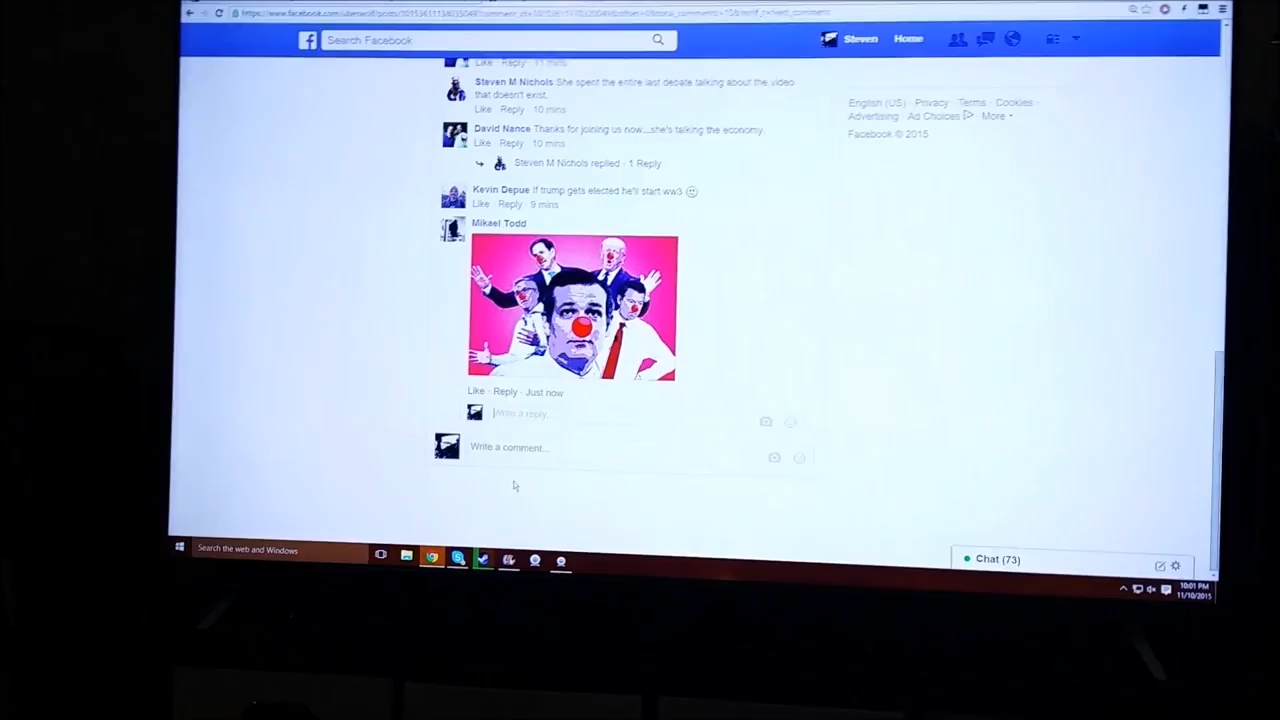 Search Facebook
Steven Home
Like · Reply · 11 mins
Steven M Nichols She spent the entire last debate talking about the video
that doesn't exist.
Like · Reply · 10 mins
David Nance Thanks for joining us now....she's talking the economy.
Like · Reply · 10 mins
Steven M Nichols replied · 1 Reply
Kevin Depue If trump gets elected he'll start ww3
Like · Reply · 9 mins
Mikael Todd
Like · Reply · Just now
Write a reply...
Write a comment...
English (US) · Privacy · Terms · Cookies ·
Advertising · Ad Choices · More
Facebook © 2015
Chat (73)
Search the web and Windows
10:01 PM
11/10/2015